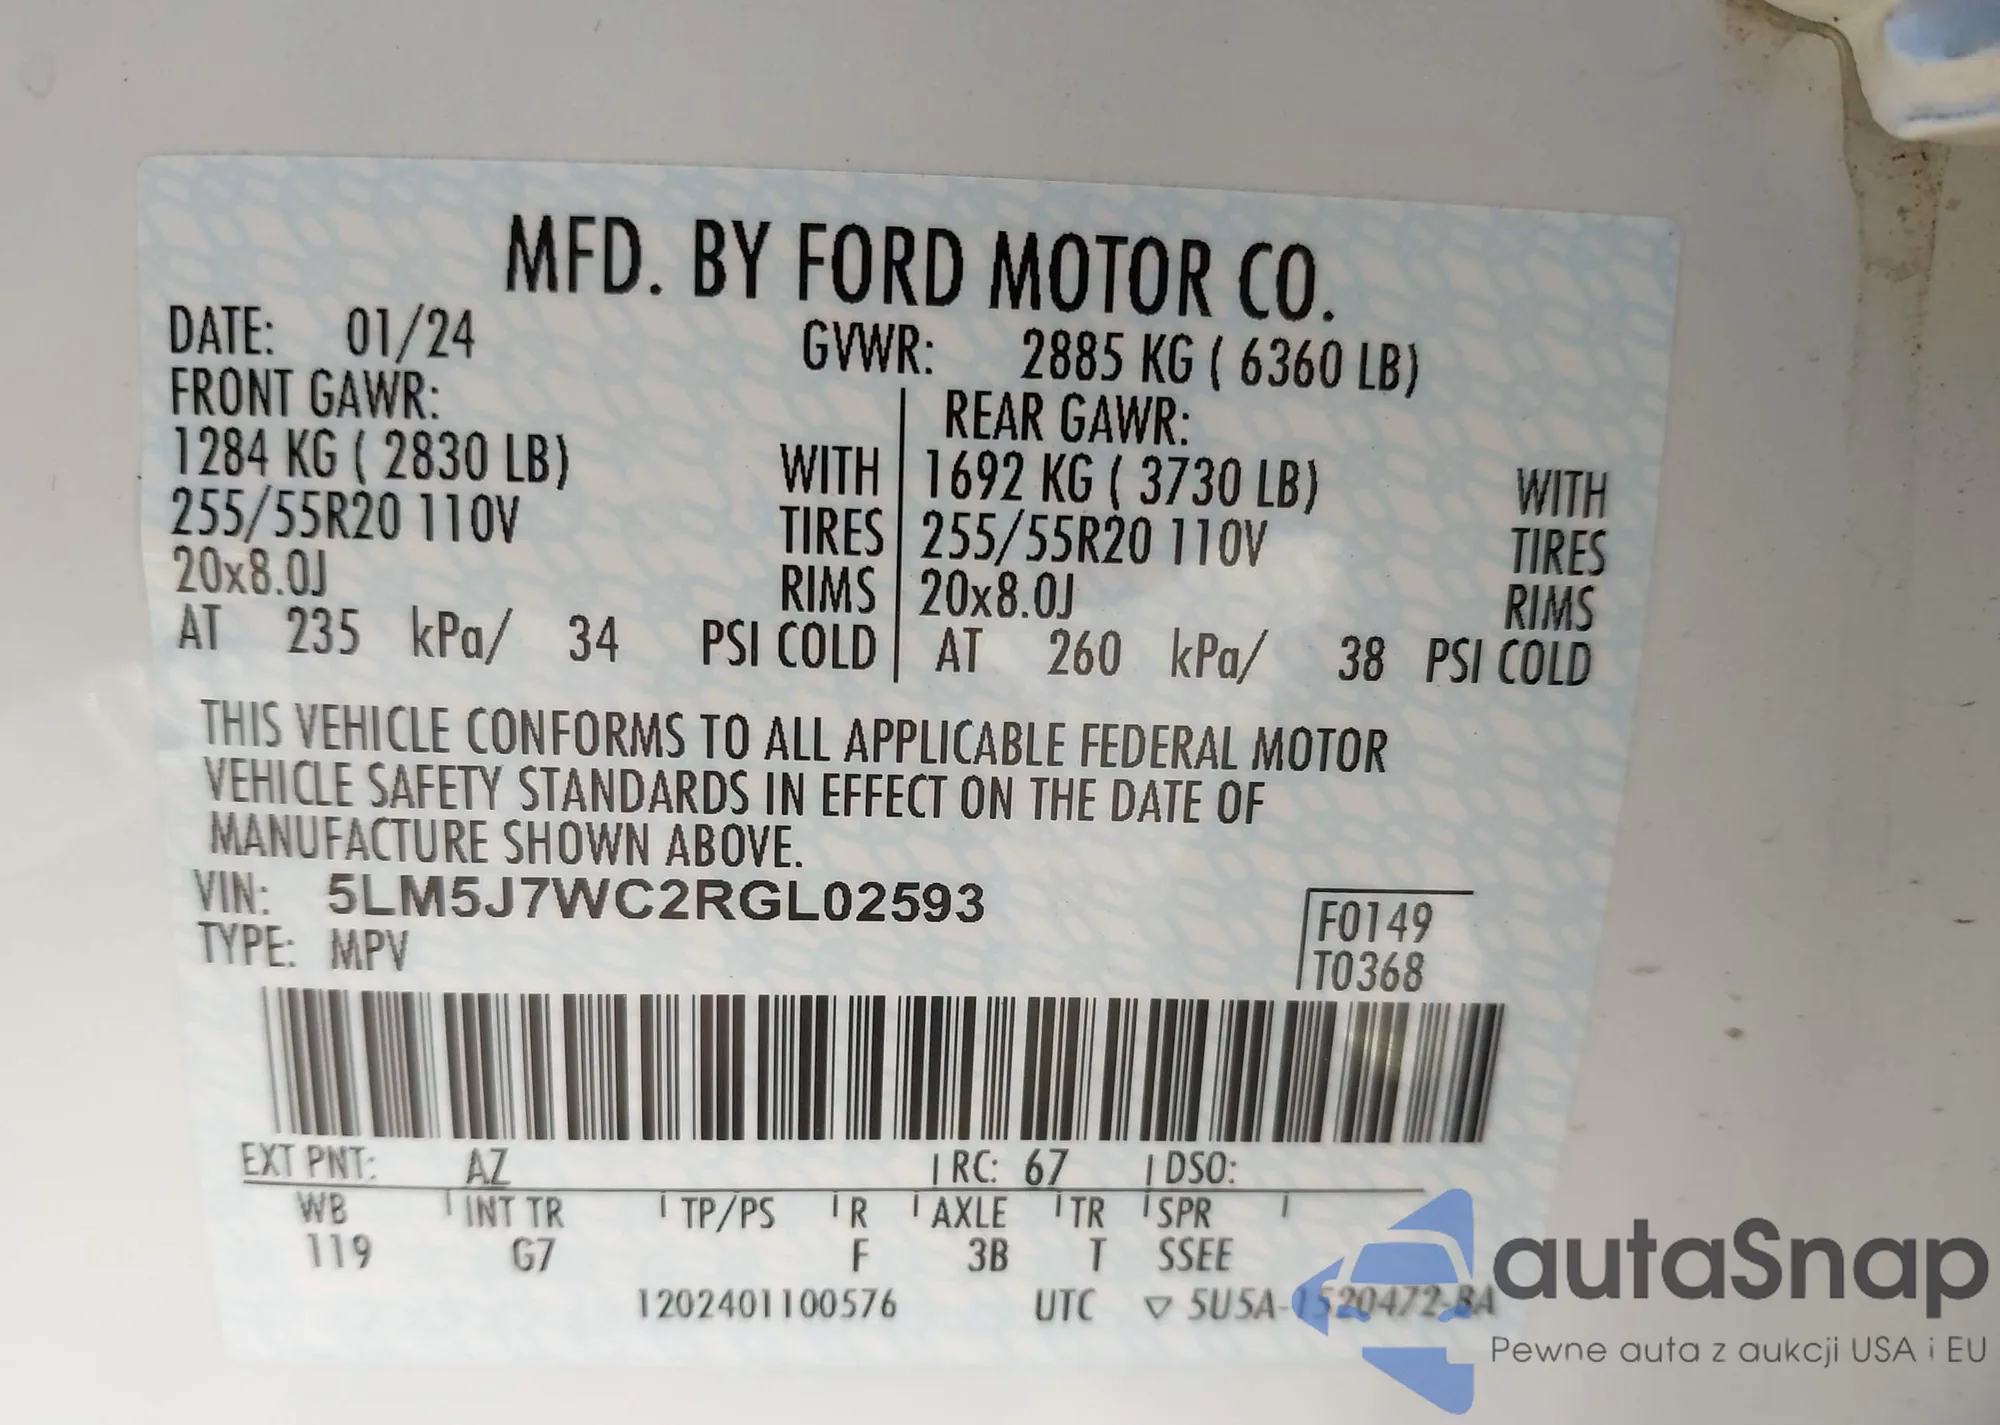 MFD. BY FORD MOTOR CO.
DATE: 01/24
GVWR: 2885 KG ( 6360 LB)
FRONT GAWR:
1284 KG ( 2830 LB) WITH
255/55R20 110V TIRES
20x8.0J RIMS
AT 235 kPa/ 34 PSI COLD
REAR GAWR:
1692 KG ( 3730 LB) WITH
255/55R20 110V TIRES
20x8.0J RIMS
AT 260 kPa/ 38 PSI COLD
THIS VEHICLE CONFORMS TO ALL APPLICABLE FEDERAL MOTOR
VEHICLE SAFETY STANDARDS IN EFFECT ON THE DATE OF
MANUFACTURE SHOWN ABOVE.
VIN: 5LM5J7WC2RGL02593
TYPE: MPV
F0149
T0368
EXT PNT: AZ RC: 67 DSO:
WB INT TR TP/PS R AXLE TR SPR
119 G7 F 3B T SSEE
1202401100576 UTC ▽ 5U5A-1520472-BA
autaSnap
Pewne auta z aukcji USA i EU